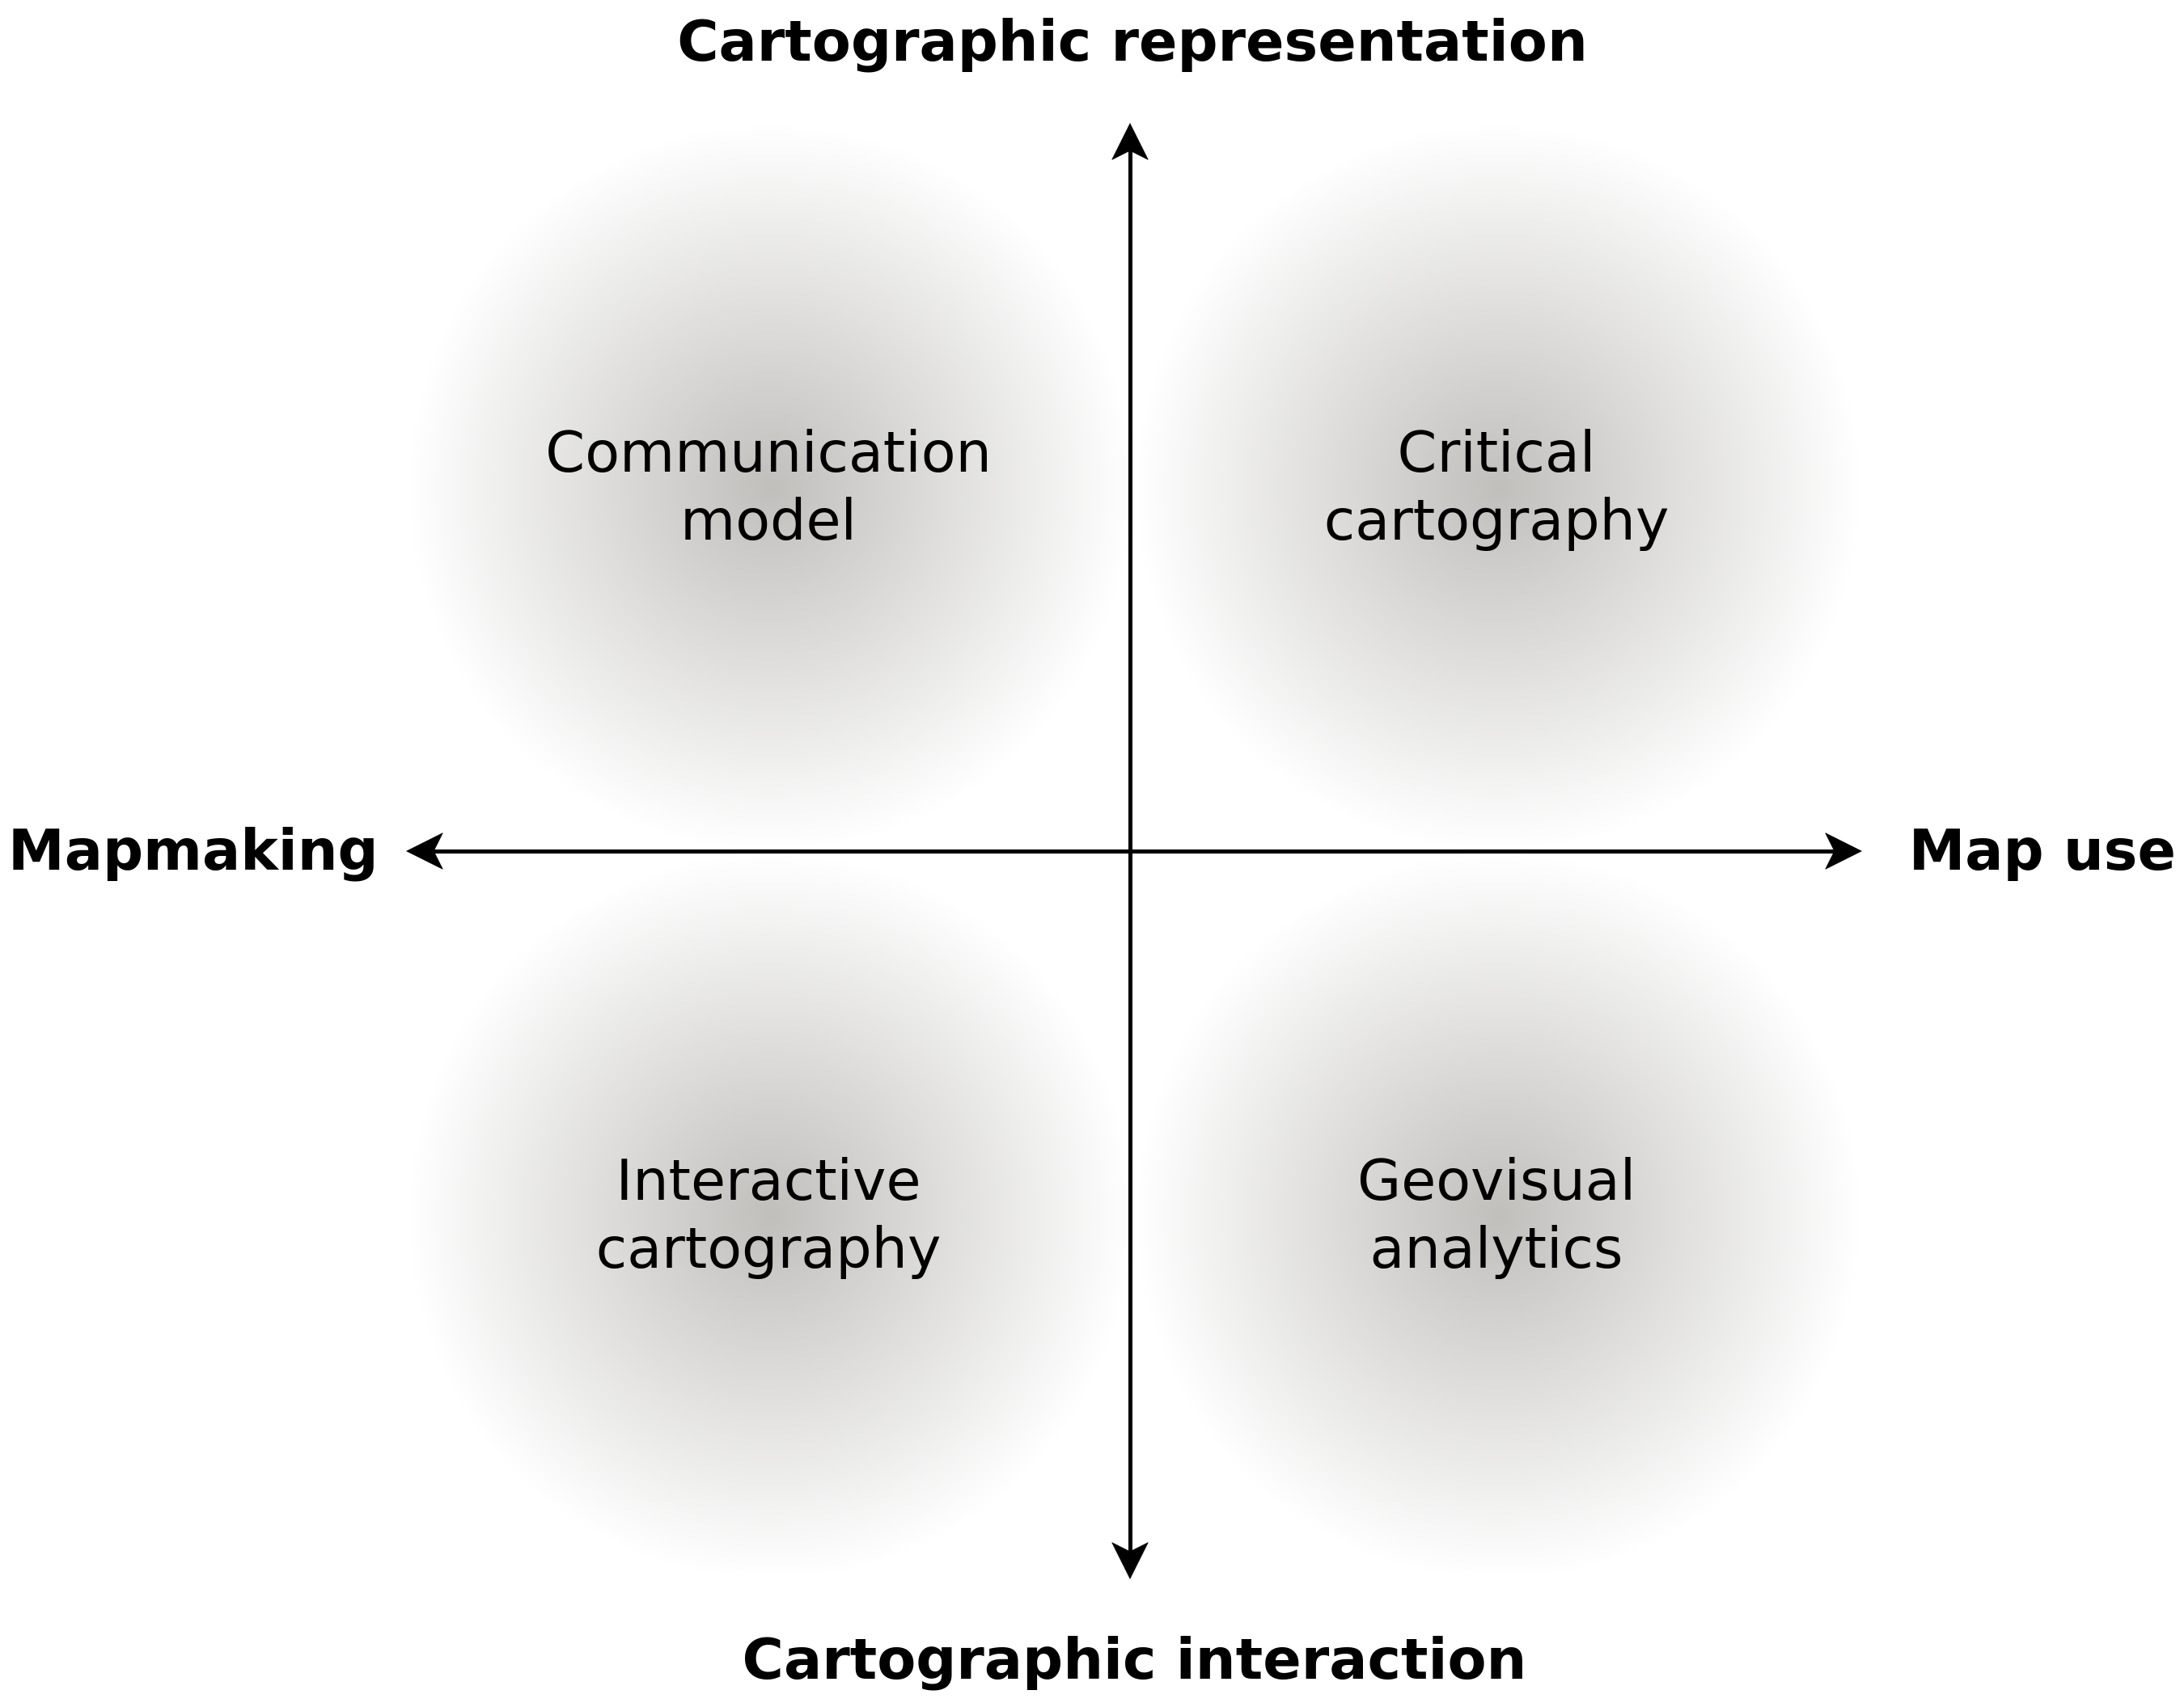 Cartographic representation
Communication
model
Critical
cartography
Mapmaking
Map use
Interactive
cartography
Geovisual
analytics
Cartographic interaction